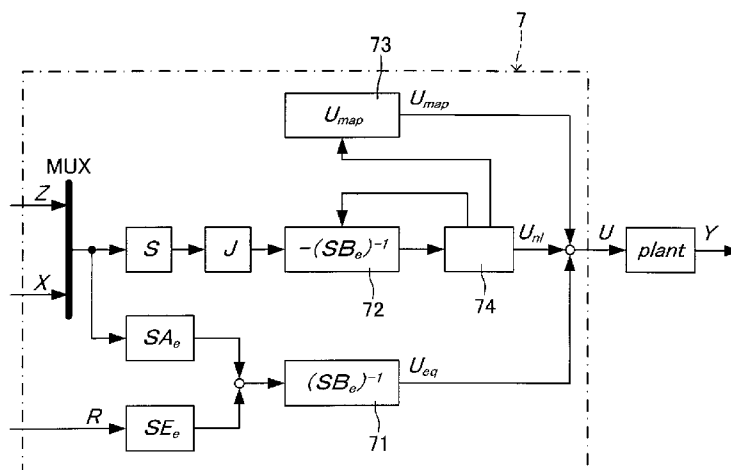 7
73
U_map
U_map
MUX
Z
S
J
-(SB_e)^-1
U_nl
U
plant
Y
X
72
74
SA_e
(SB_e)^-1
U_eq
R
SE_e
71